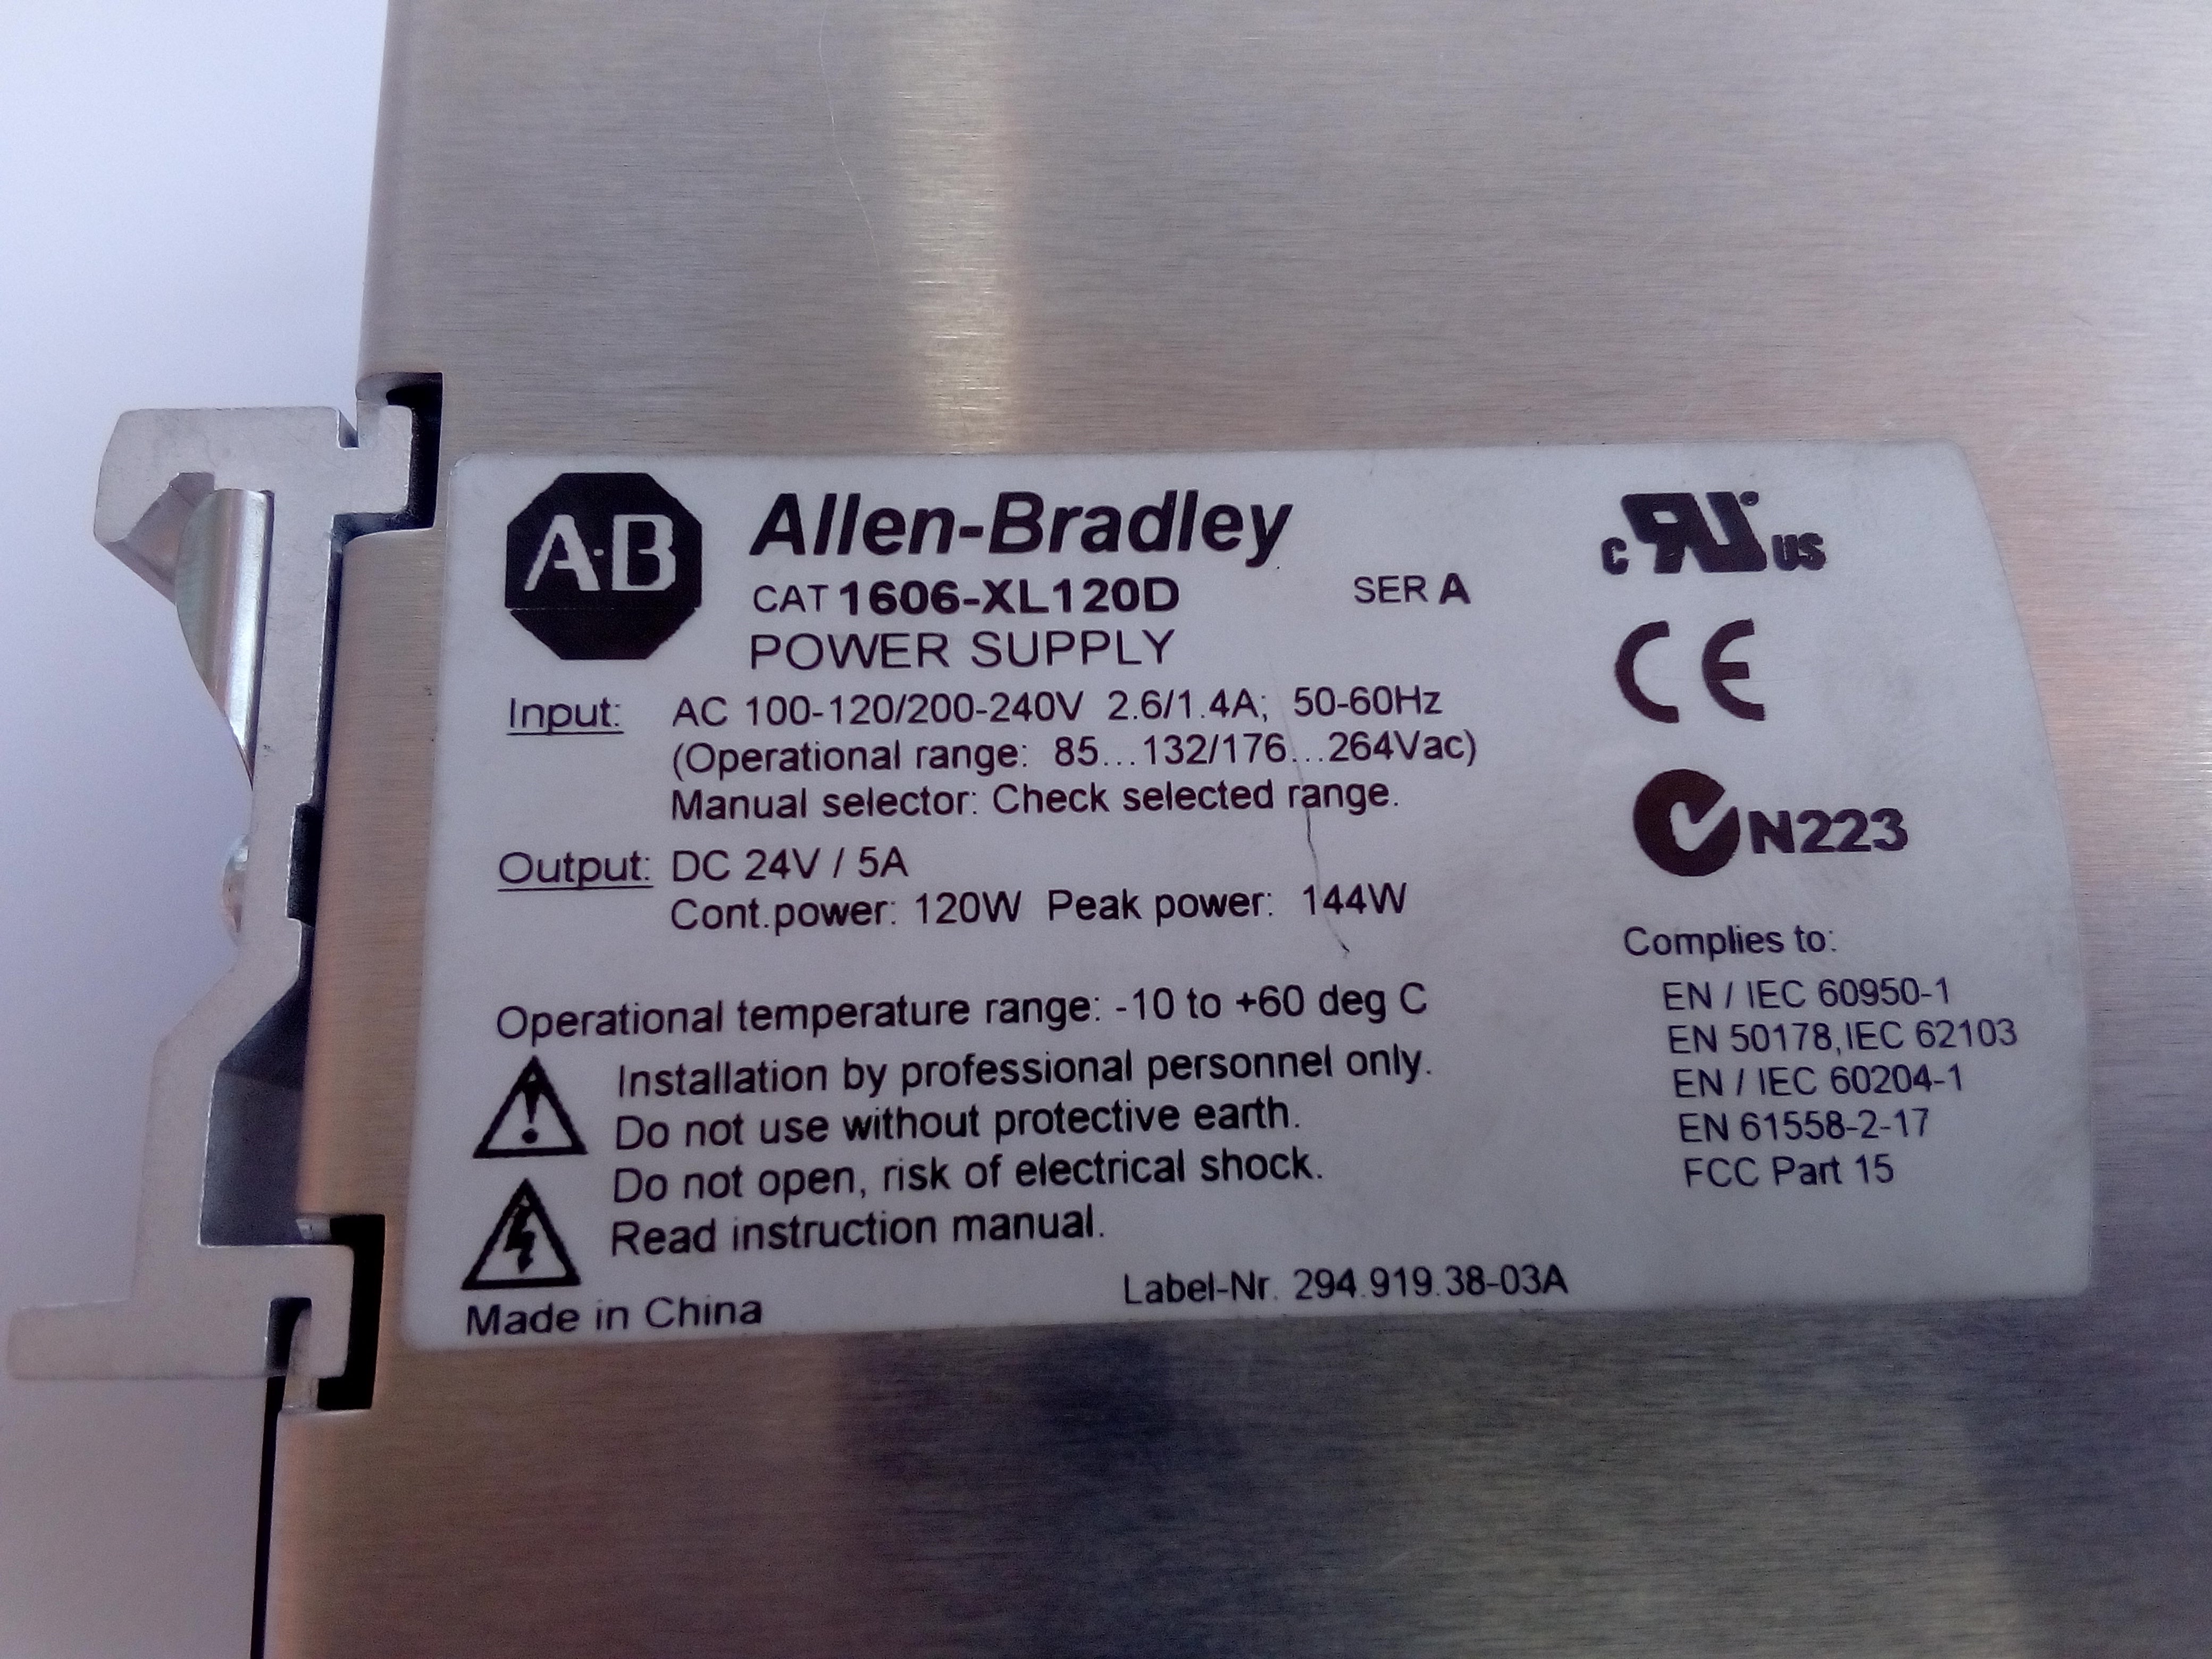 A·B
Allen-Bradley
CAT 1606-XL120D SER A
POWER SUPPLY
Input: AC 100-120/200-240V 2.6/1.4A; 50-60Hz
(Operational range: 85...132/176...264Vac)
Manual selector: Check selected range.
Output: DC 24V / 5A
Cont.power: 120W Peak power: 144W
Operational temperature range: -10 to +60 deg C
Installation by professional personnel only.
Do not use without protective earth.
Do not open, risk of electrical shock.
Read instruction manual.
Made in China
Label-Nr. 294.919.38-03A
c RU US
CE
N223
Complies to:
EN / IEC 60950-1
EN 50178,IEC 62103
EN / IEC 60204-1
EN 61558-2-17
FCC Part 15